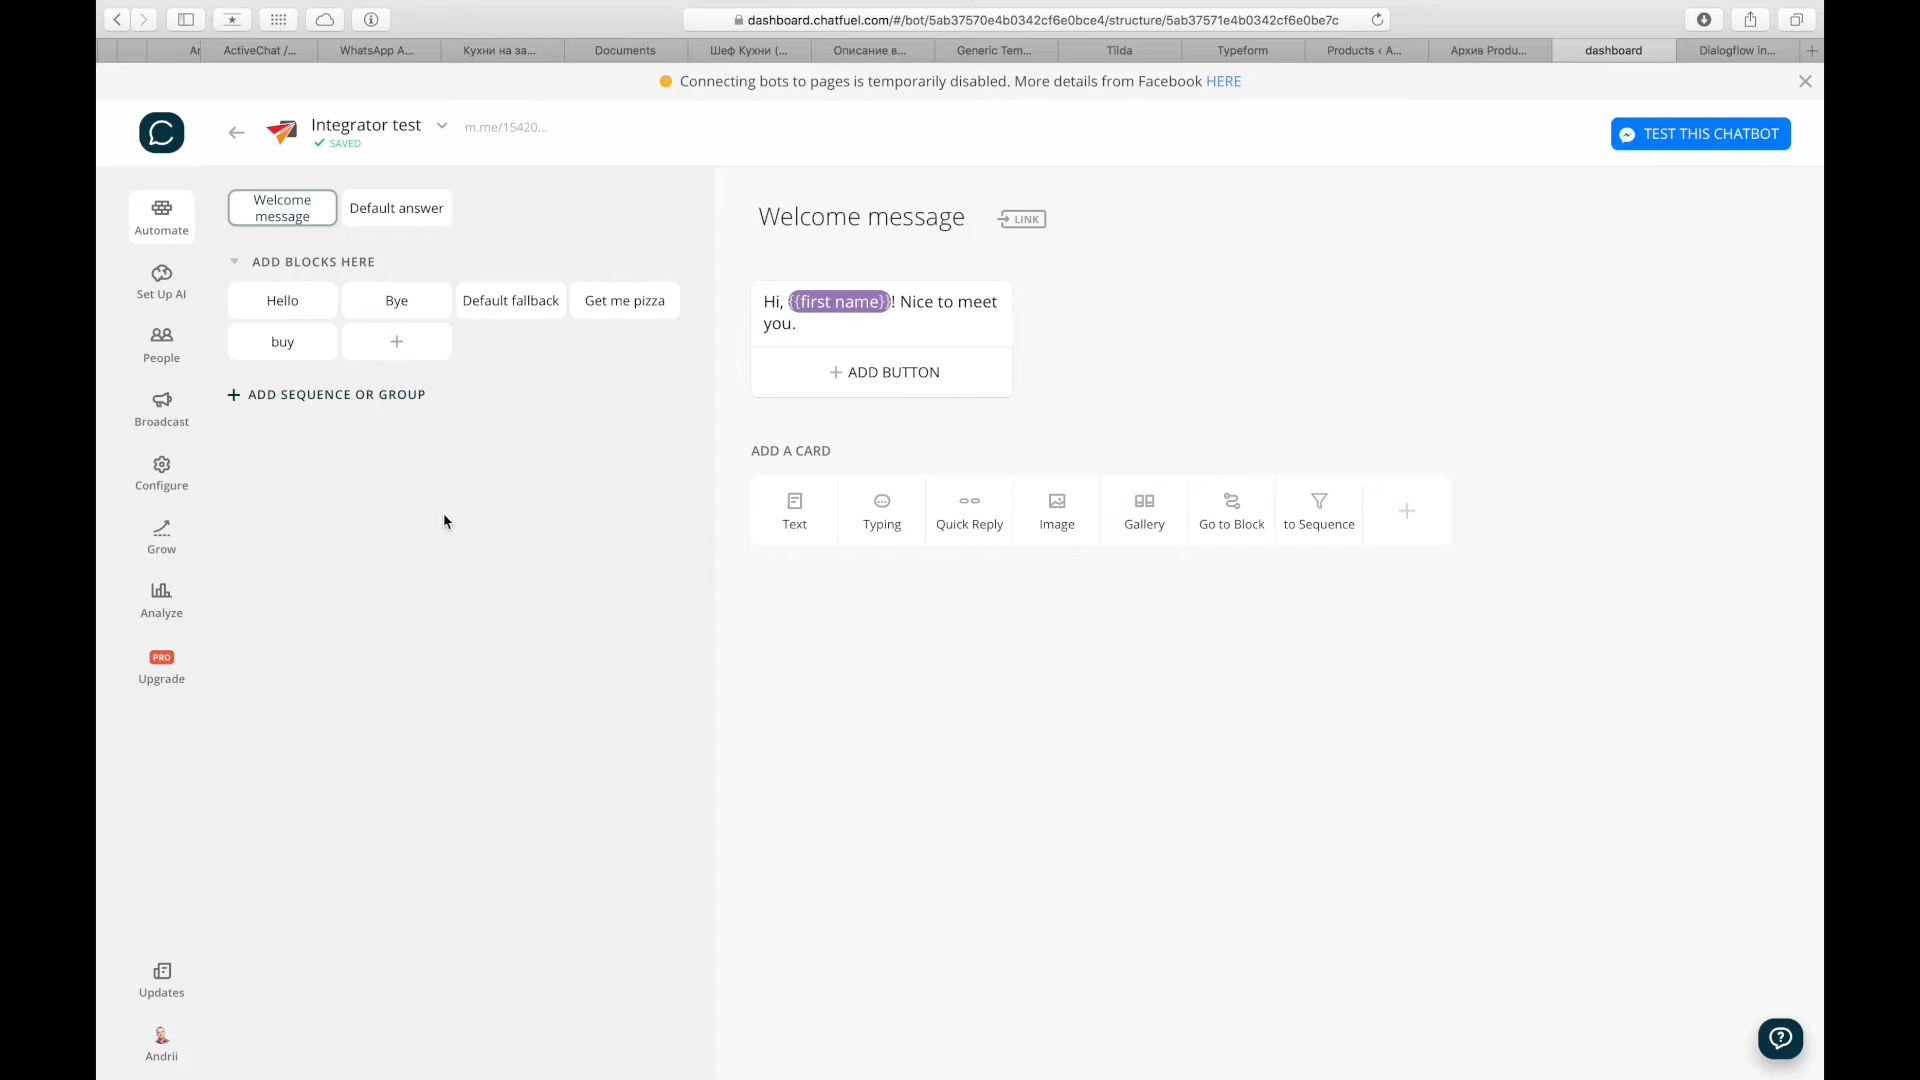 dashboard.chatfuel.com/#/bot/5ab37570e4b0342cf6e0bce4/structure/5ab37571e4b0342cf6e0be7c
ActiveChat /...
WhatsApp A...
Кухни на за...
Documents
Шеф Кухни (...
Описание в...
Generic Tem...
Tilda
Typeform
Products < A...
Архив Produ...
dashboard
Dialogflow in...
Connecting bots to pages is temporarily disabled. More details from Facebook HERE
Integrator test
m.me/15420...
SAVED
TEST THIS CHATBOT
Automate
Set Up AI
People
Broadcast
Configure
Grow
Analyze
PRO
Upgrade
Updates
Andrii
Welcome
message
Default answer
ADD BLOCKS HERE
Hello
Bye
Default fallback
Get me pizza
buy
+ ADD SEQUENCE OR GROUP
Welcome message
LINK
Hi, {{first name}}! Nice to meet
you.
+ ADD BUTTON
ADD A CARD
Text
Typing
Quick Reply
Image
Gallery
Go to Block
to Sequence